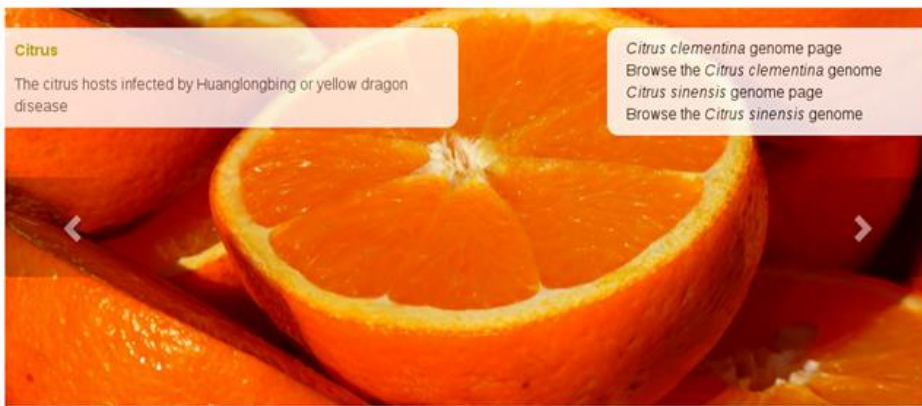 Citrus
The citrus hosts infected by Huanglongbing or yellow dragon
disease
Citrus clementina genome page
Browse the Citrus clementina genome
Citrus sinensis genome page
Browse the Citrus sinensis genome